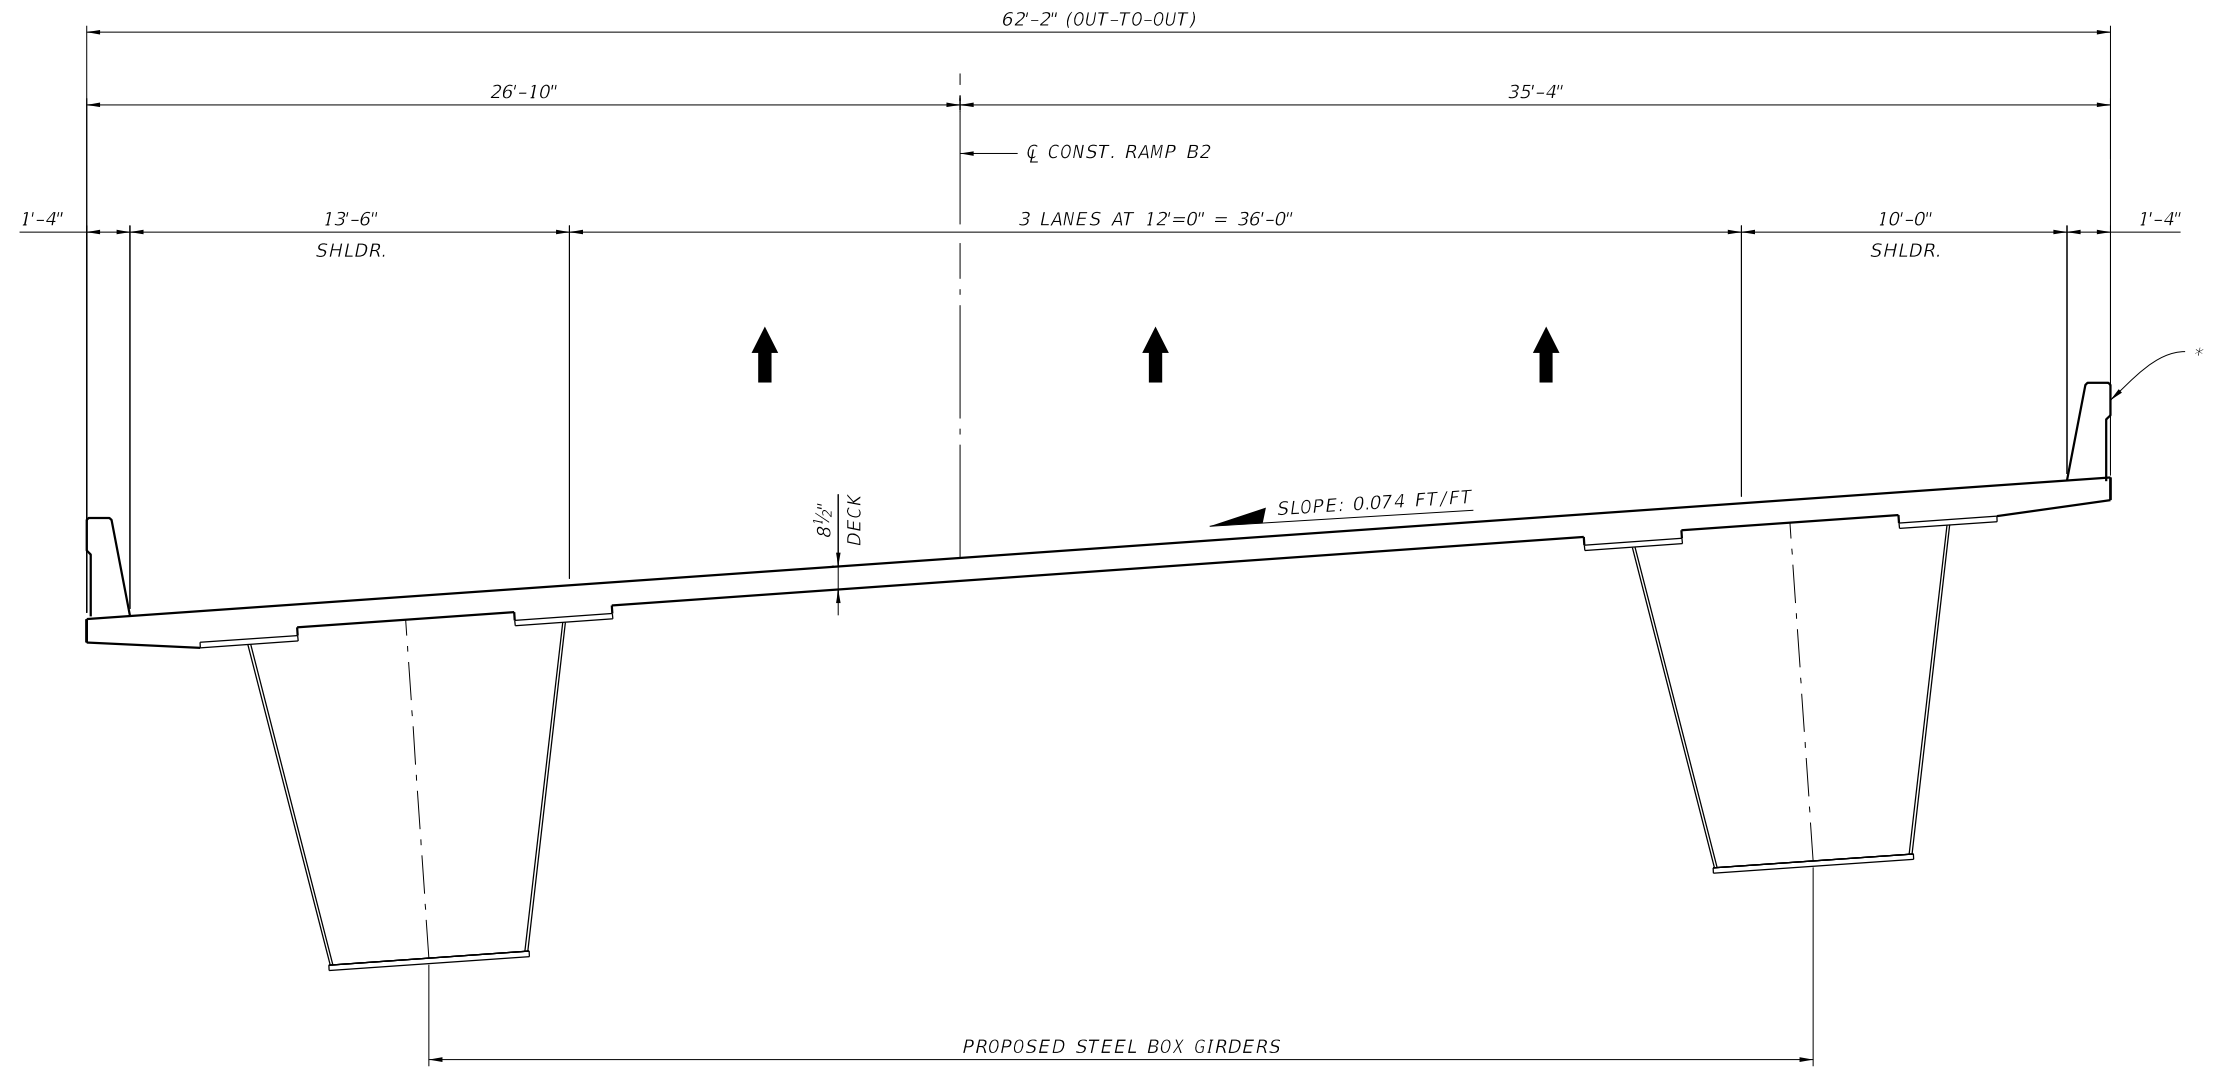 62'-2" (OUT-TO-OUT)
26'-10"
35'-4"
℄ CONST. RAMP B2
1'-4"
13'-6"
3 LANES AT 12'=0" = 36'-0"
10'-0"
1'-4"
SHLDR.
SHLDR.
*
8½"
DECK
SLOPE: 0.074 FT/FT
PROPOSED STEEL BOX GIRDERS